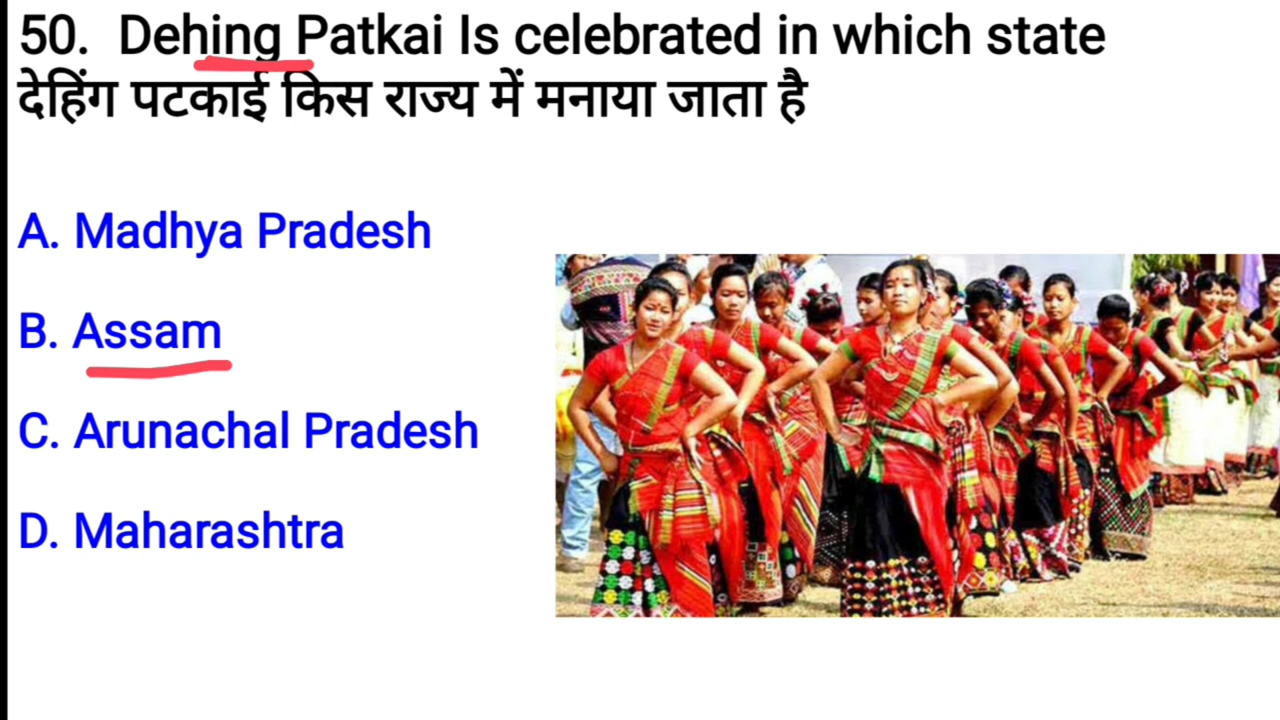 50. Dehing Patkai Is celebrated in which state
देहिंग पटकाई किस राज्य में मनाया जाता है
A. Madhya Pradesh
B. Assam
C. Arunachal Pradesh
D. Maharashtra